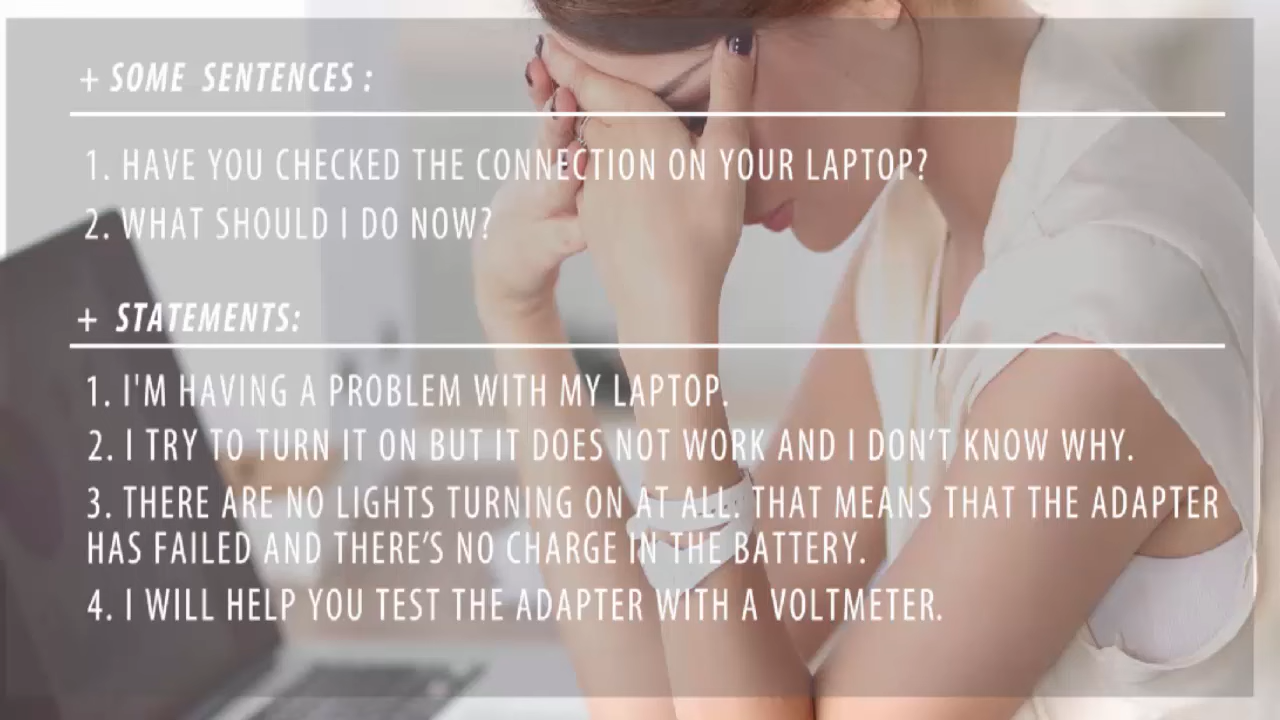 + SOME SENTENCES :
1. HAVE YOU CHECKED THE CONNECTION ON YOUR LAPTOP?
2. WHAT SHOULD I DO NOW?
+ STATEMENTS:
1. I'M HAVING A PROBLEM WITH MY LAPTOP.
2. I TRY TO TURN IT ON BUT IT DOES NOT WORK AND I DON’T KNOW WHY.
3. THERE ARE NO LIGHTS TURNING ON AT ALL. THAT MEANS THAT THE ADAPTER
HAS FAILED AND THERE’S NO CHARGE IN THE BATTERY.
4. I WILL HELP YOU TEST THE ADAPTER WITH A VOLTMETER.